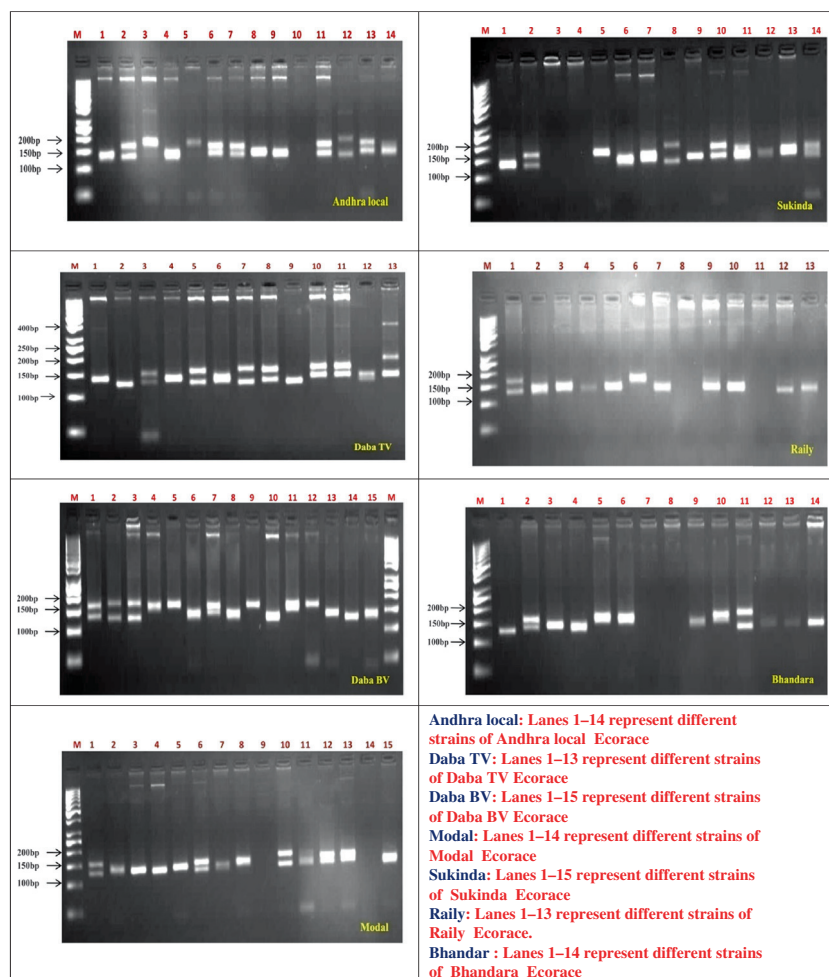 M 1 2 3 4 5 6 7 8 9 10 11 12 13 14
200bp
150bp
100bp
Andhra local
M 1 2 3 4 5 6 7 8 9 10 11 12 13 14
200bp
150bp
100bp
Sukinda
M 1 2 3 4 5 6 7 8 9 10 11 12 13
400bp
250bp
200bp
150bp
100bp
Daba TV
M 1 2 3 4 5 6 7 8 9 10 11 12 13
200bp
150bp
100bp
Raily
M 1 2 3 4 5 6 7 8 9 10 11 12 13 14 15 M
200bp
150bp
100bp
Daba BV
M 1 2 3 4 5 6 7 8 9 10 11 12 13 14
200bp
150bp
100bp
Bhandara
M 1 2 3 4 5 6 7 8 9 10 11 12 13 14 15
200bp
150bp
100bp
Modal
Andhra local: Lanes 1–14 represent different
strains of Andhra local Ecorace
Daba TV: Lanes 1–13 represent different strains
of Daba TV Ecorace
Daba BV: Lanes 1–15 represent different strains
of Daba BV Ecorace
Modal: Lanes 1–14 represent different strains of
Modal Ecorace
Sukinda: Lanes 1–15 represent different strains
of Sukinda Ecorace
Raily: Lanes 1–13 represent different strains of
Raily Ecorace.
Bhandar : Lanes 1–14 represent different strains
of Bhandara Ecorace